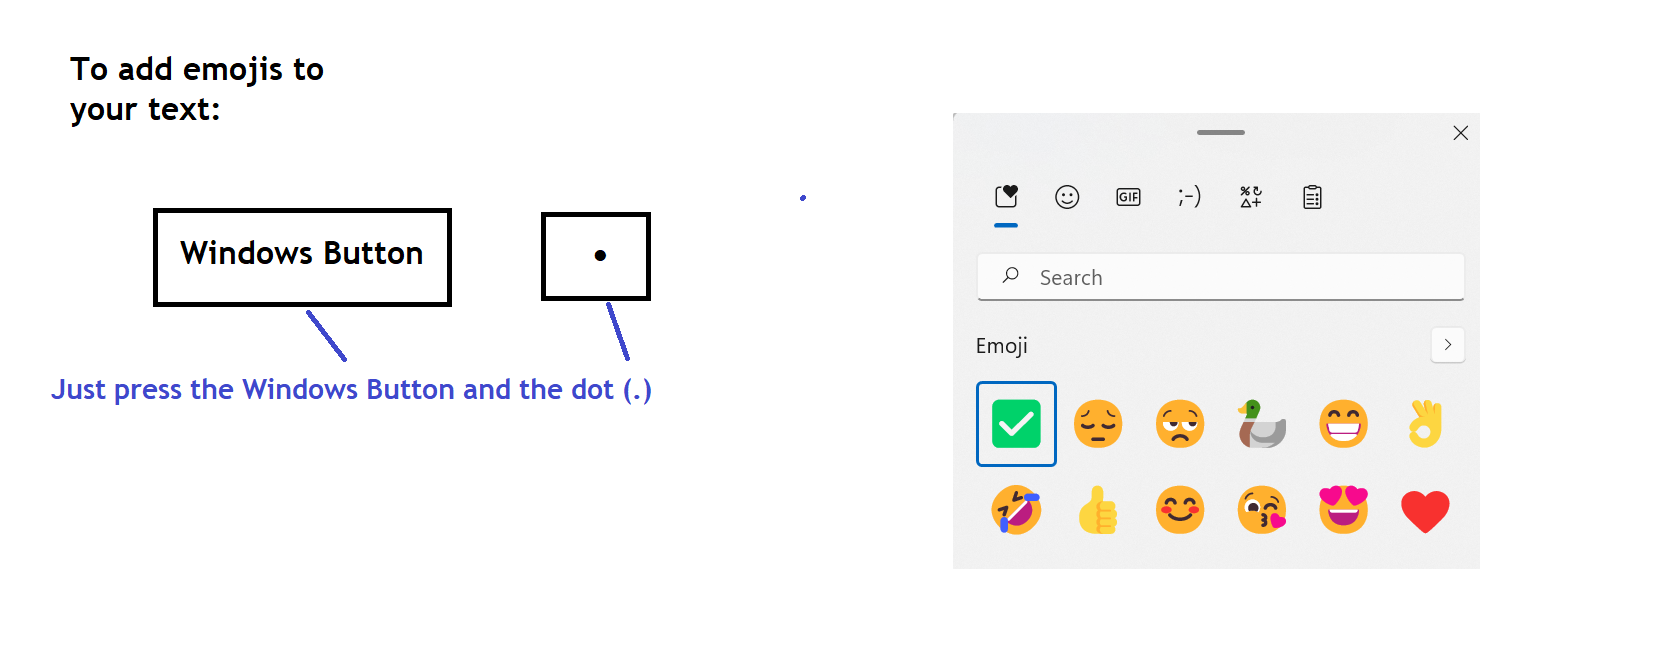 To add emojis to
your text:
Windows Button
.
Just press the Windows Button and the dot (.)
GIF
;-)
Search
Emoji